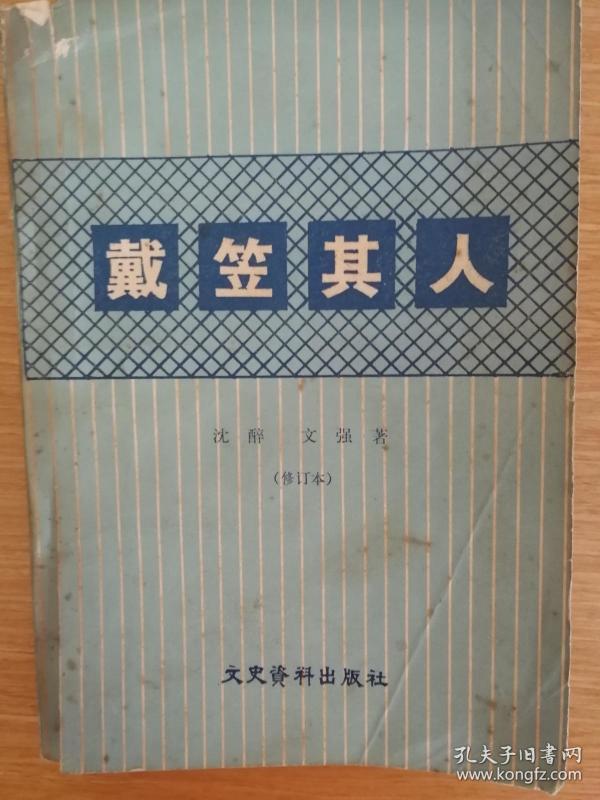 戴笠其人
沈醉 文强著
(修订本)
文史資料出版社
孔夫子旧书网
www.kongfz.com